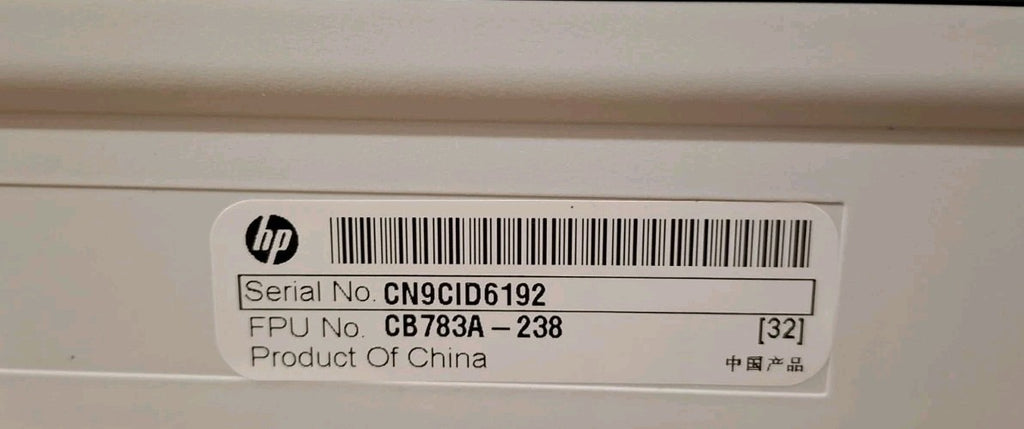 hp
Serial No. CN9CID6192
FPU No. CB783A – 238 [32]
Product Of China 中国产品